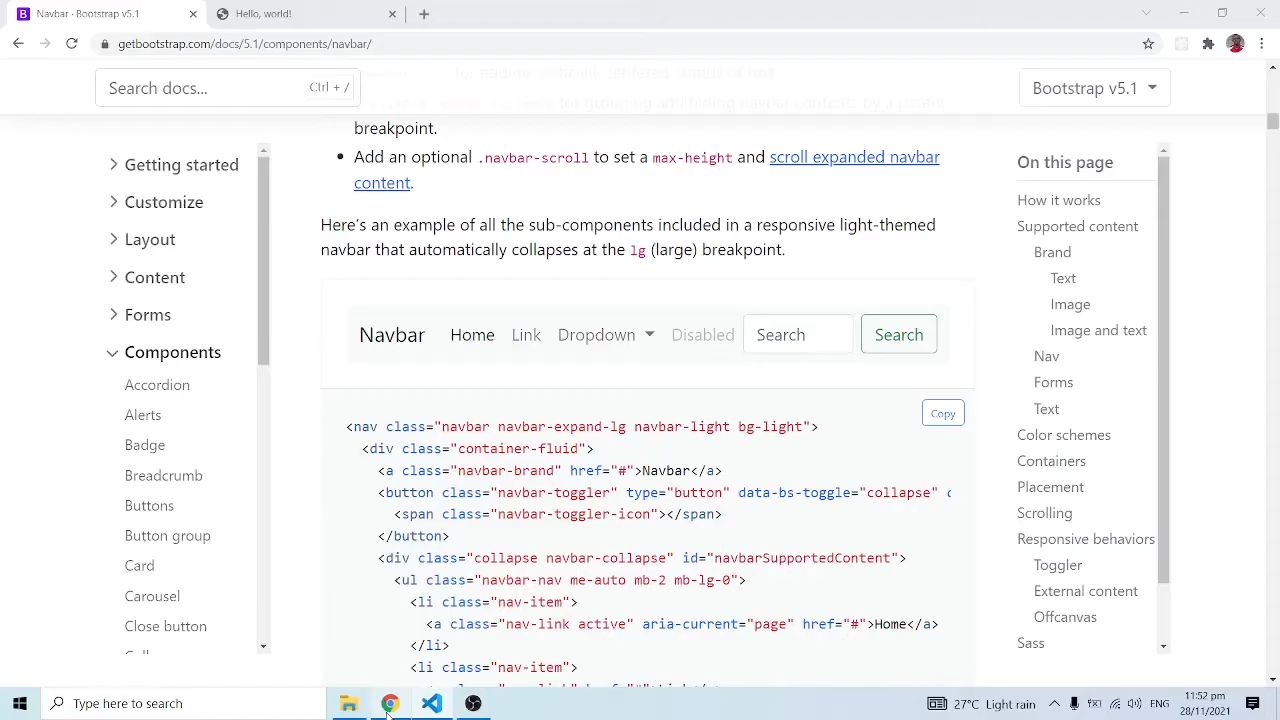 Navbar · Bootstrap v5.1
Hello, world!
getbootstrap.com/docs/5.1/components/navbar/
Search docs...
Ctrl + /
Bootstrap v5.1
for grouping and hiding navbar contents by a parent
breakpoint.
Add an optional .navbar-scroll to set a max-height and scroll expanded navbar
content.
Here's an example of all the sub-components included in a responsive light-themed
navbar that automatically collapses at the lg (large) breakpoint.
Navbar Home Link Dropdown Disabled Search Search
Copy
<nav class="navbar navbar-expand-lg navbar-light bg-light">
<div class="container-fluid">
<a class="navbar-brand" href="#">Navbar</a>
<button class="navbar-toggler" type="button" data-bs-toggle="collapse"
<span class="navbar-toggler-icon"></span>
</button>
<div class="collapse navbar-collapse" id="navbarSupportedContent">
<ul class="navbar-nav me-auto mb-2 mb-lg-0">
<li class="nav-item">
<a class="nav-link active" aria-current="page" href="#">Home</a>
</li>
<li class="nav-item">
Getting started
Customize
Layout
Content
Forms
Components
Accordion
Alerts
Badge
Breadcrumb
Buttons
Button group
Card
Carousel
Close button
On this page
How it works
Supported content
Brand
Text
Image
Image and text
Nav
Forms
Text
Color schemes
Containers
Placement
Scrolling
Responsive behaviors
Toggler
External content
Offcanvas
Sass
Type here to search
27°C Light rain
ENG
11:52 pm
28/11/2021